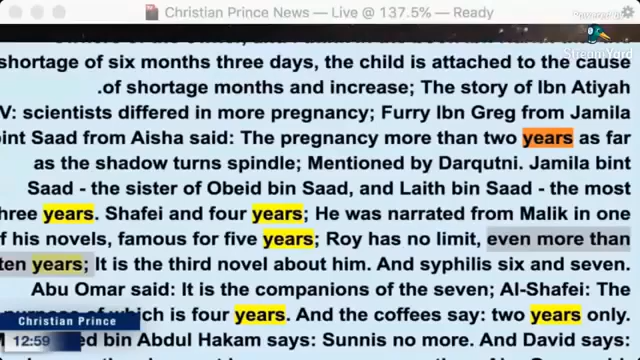 Christian Prince News — Live @ 137.5% — Ready
Powered by
StreamYard
shortage of six months three days, the child is attached to the cause
.of shortage months and increase; The story of Ibn Atiyah
V: scientists differed in more pregnancy; Furry Ibn Greg from Jamila
bint Saad from Aisha said: The pregnancy more than two years as far
as the shadow turns spindle; Mentioned by Darqutni. Jamila bint
Saad - the sister of Obeid bin Saad, and Laith bin Saad - the most
three years. Shafei and four years; He was narrated from Malik in one
of his novels, famous for five years; Roy has no limit, even more than
ten years; It is the third novel about him. And syphilis six and seven.
Abu Omar said: It is the companions of the seven; Al-Shafei: The
of which is four years. And the coffees say: two years only.
bin Abdul Hakam says: Sunnis no more. And David says:
Christian Prince
12:59